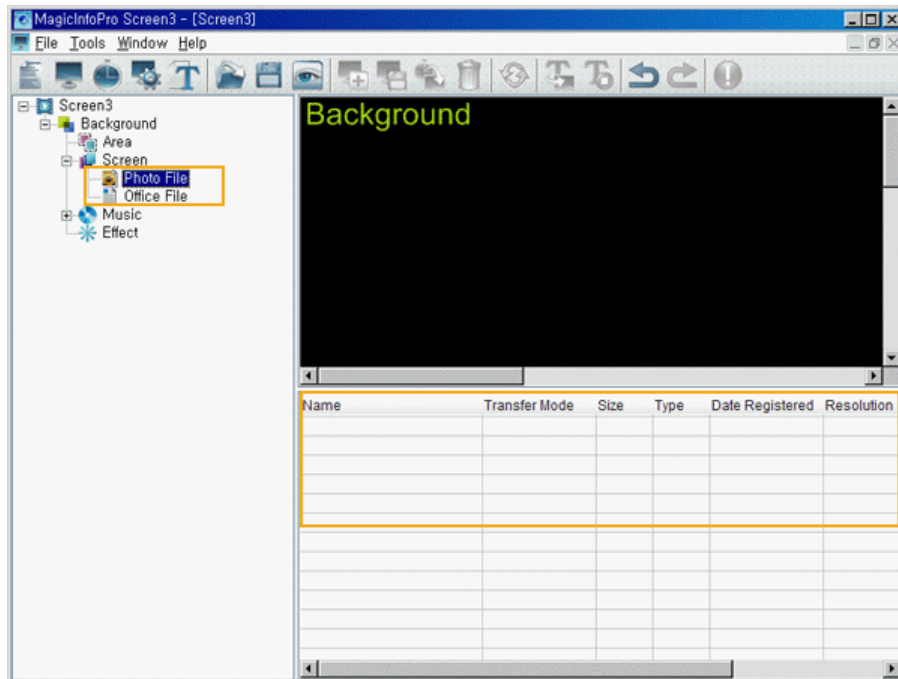 MagicInfoPro Screen3 - [Screen3]
File Tools Window Help
Screen3
Background
Area
Screen
Photo File
Office File
Music
Effect
Background
Name Transfer Mode Size Type Date Registered Resolution